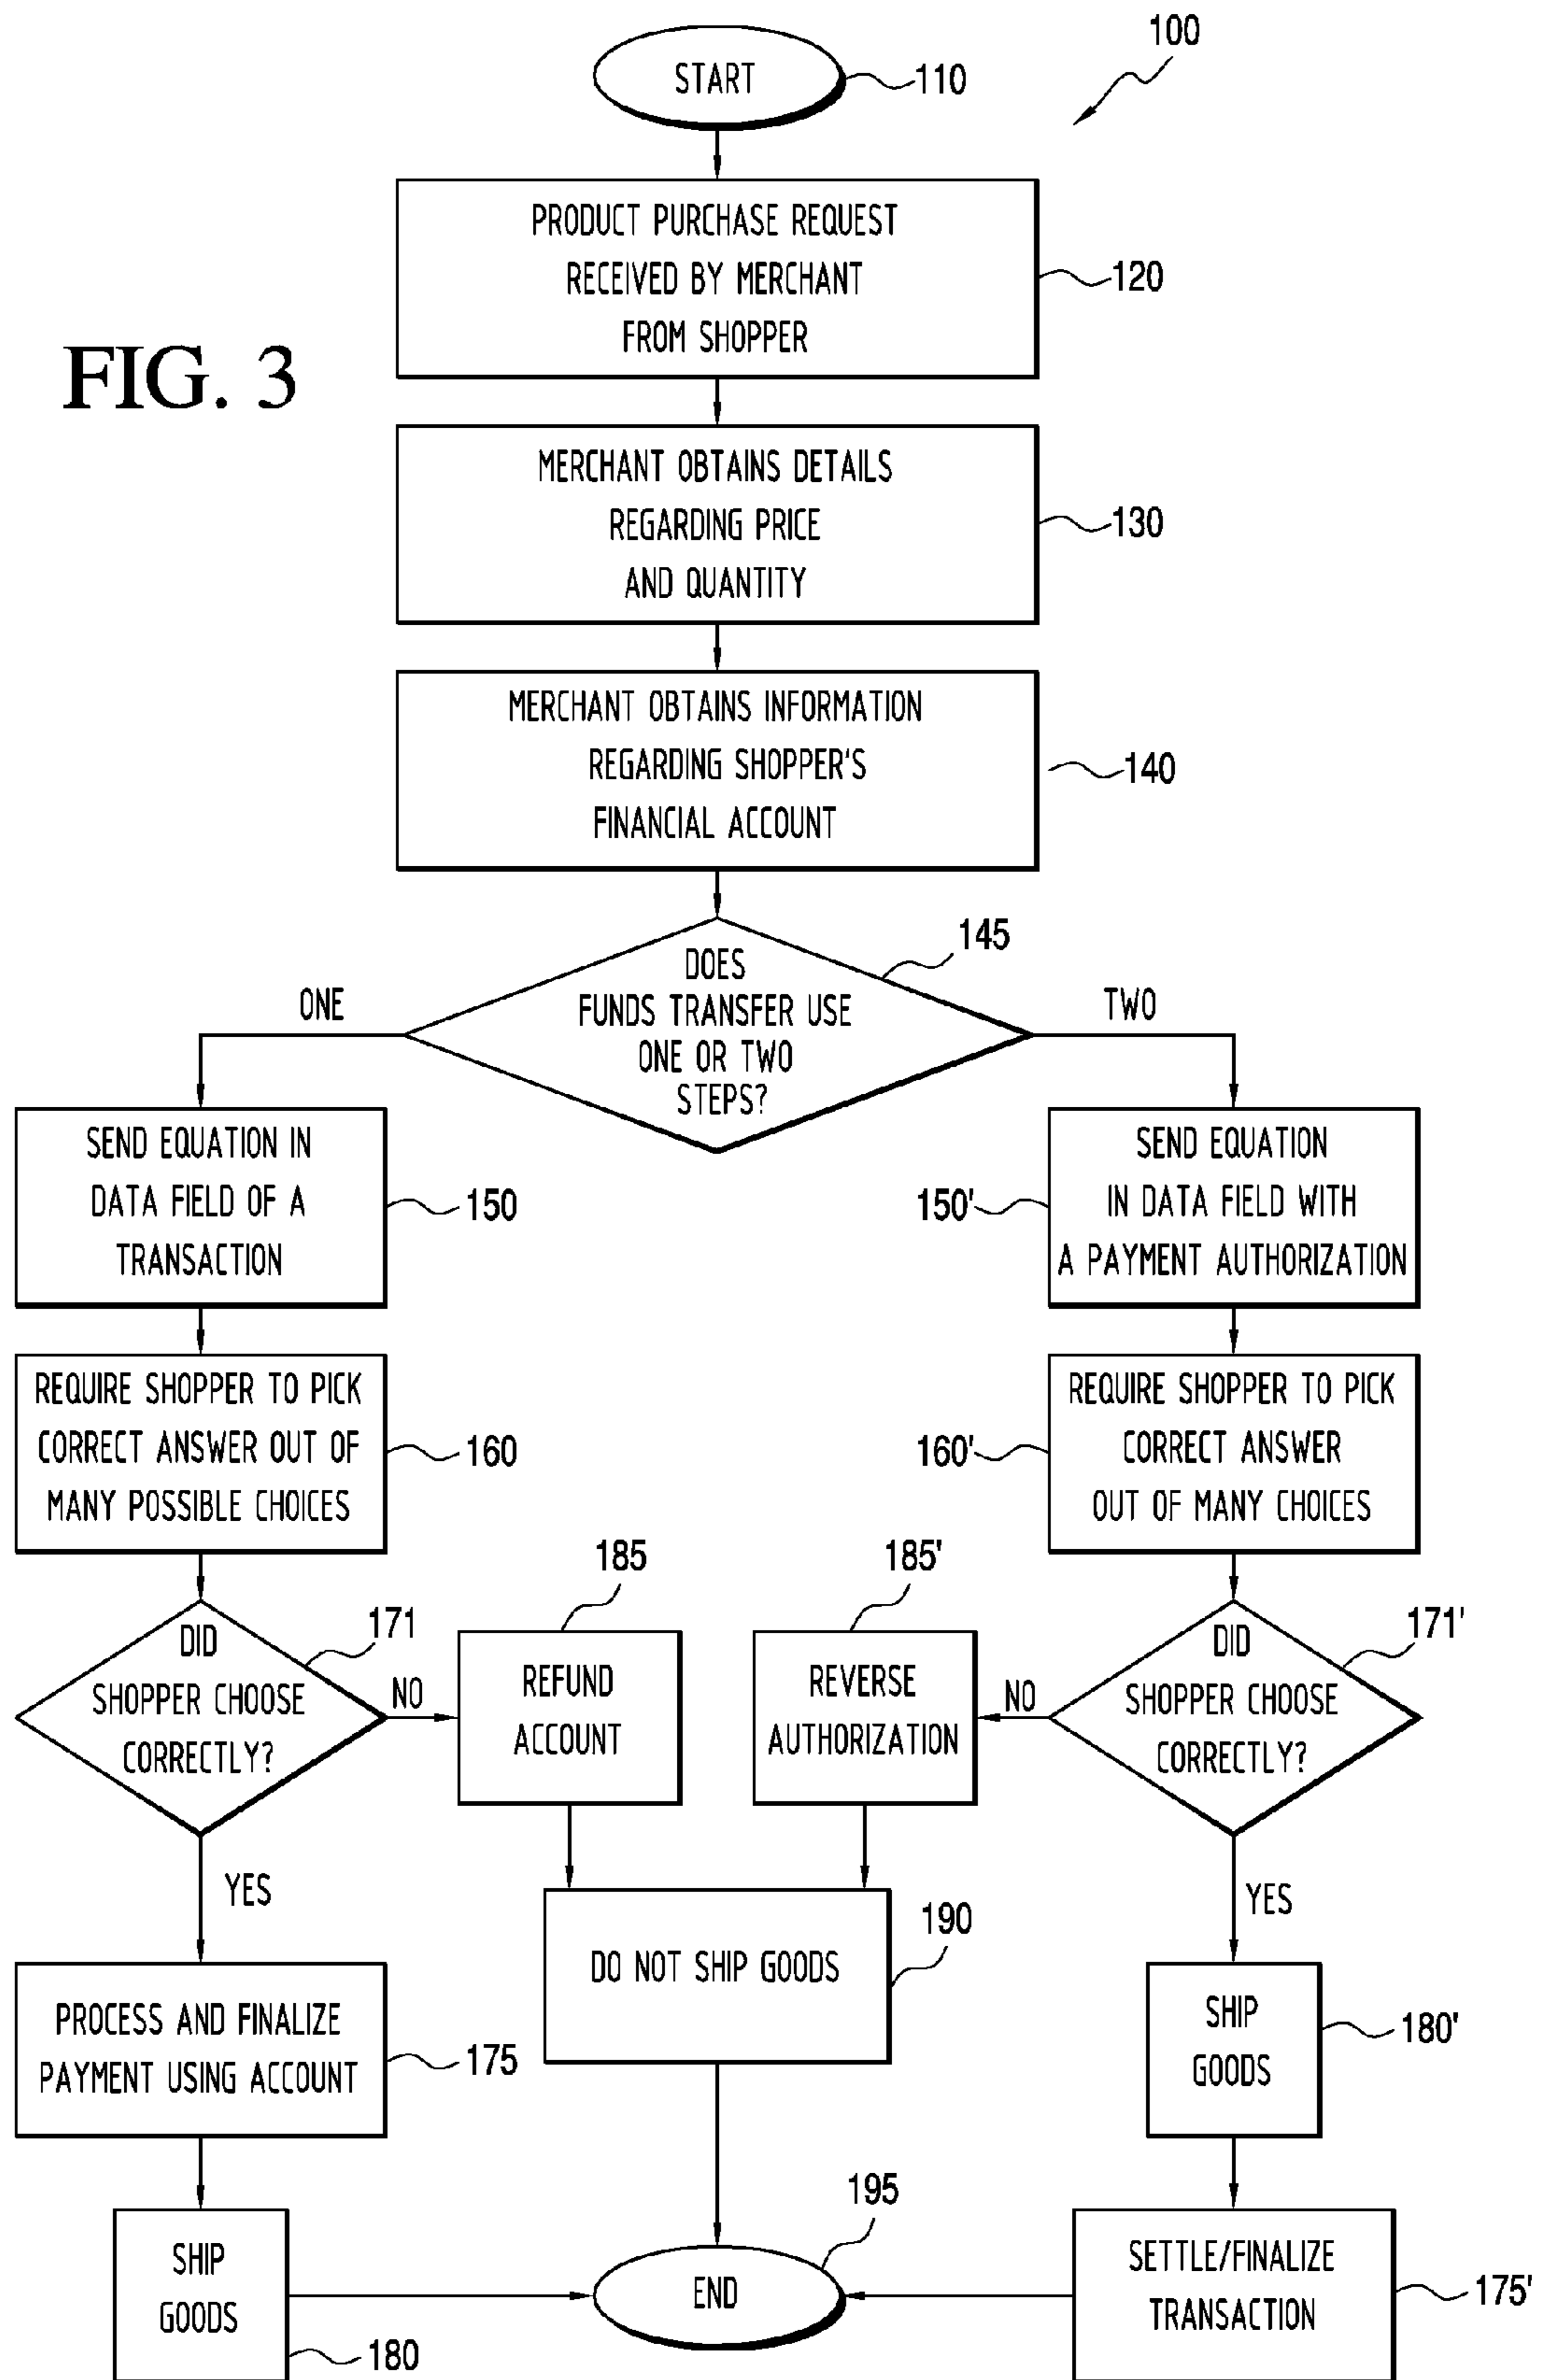 100
START
110
PRODUCT PURCHASE REQUEST
RECEIVED BY MERCHANT
FROM SHOPPER
120
FIG. 3
MERCHANT OBTAINS DETAILS
REGARDING PRICE
AND QUANTITY
130
MERCHANT OBTAINS INFORMATION
REGARDING SHOPPER'S
FINANCIAL ACCOUNT
140
DOES
FUNDS TRANSFER USE
ONE OR TWO
STEPS?
145
ONE
TWO
SEND EQUATION IN
DATA FIELD OF A
TRANSACTION
150
SEND EQUATION
IN DATA FIELD WITH
A PAYMENT AUTHORIZATION
150'
REQUIRE SHOPPER TO PICK
CORRECT ANSWER OUT OF
MANY POSSIBLE CHOICES
160
REQUIRE SHOPPER TO PICK
CORRECT ANSWER
OUT OF MANY CHOICES
160'
DID
SHOPPER CHOOSE
CORRECTLY?
171
NO
REFUND
ACCOUNT
185
REVERSE
AUTHORIZATION
185'
NO
DID
SHOPPER CHOOSE
CORRECTLY?
171'
YES
YES
DO NOT SHIP GOODS
190
PROCESS AND FINALIZE
PAYMENT USING ACCOUNT
175
SHIP
GOODS
180'
SHIP
GOODS
180
END
195
SETTLE/FINALIZE
TRANSACTION
175'